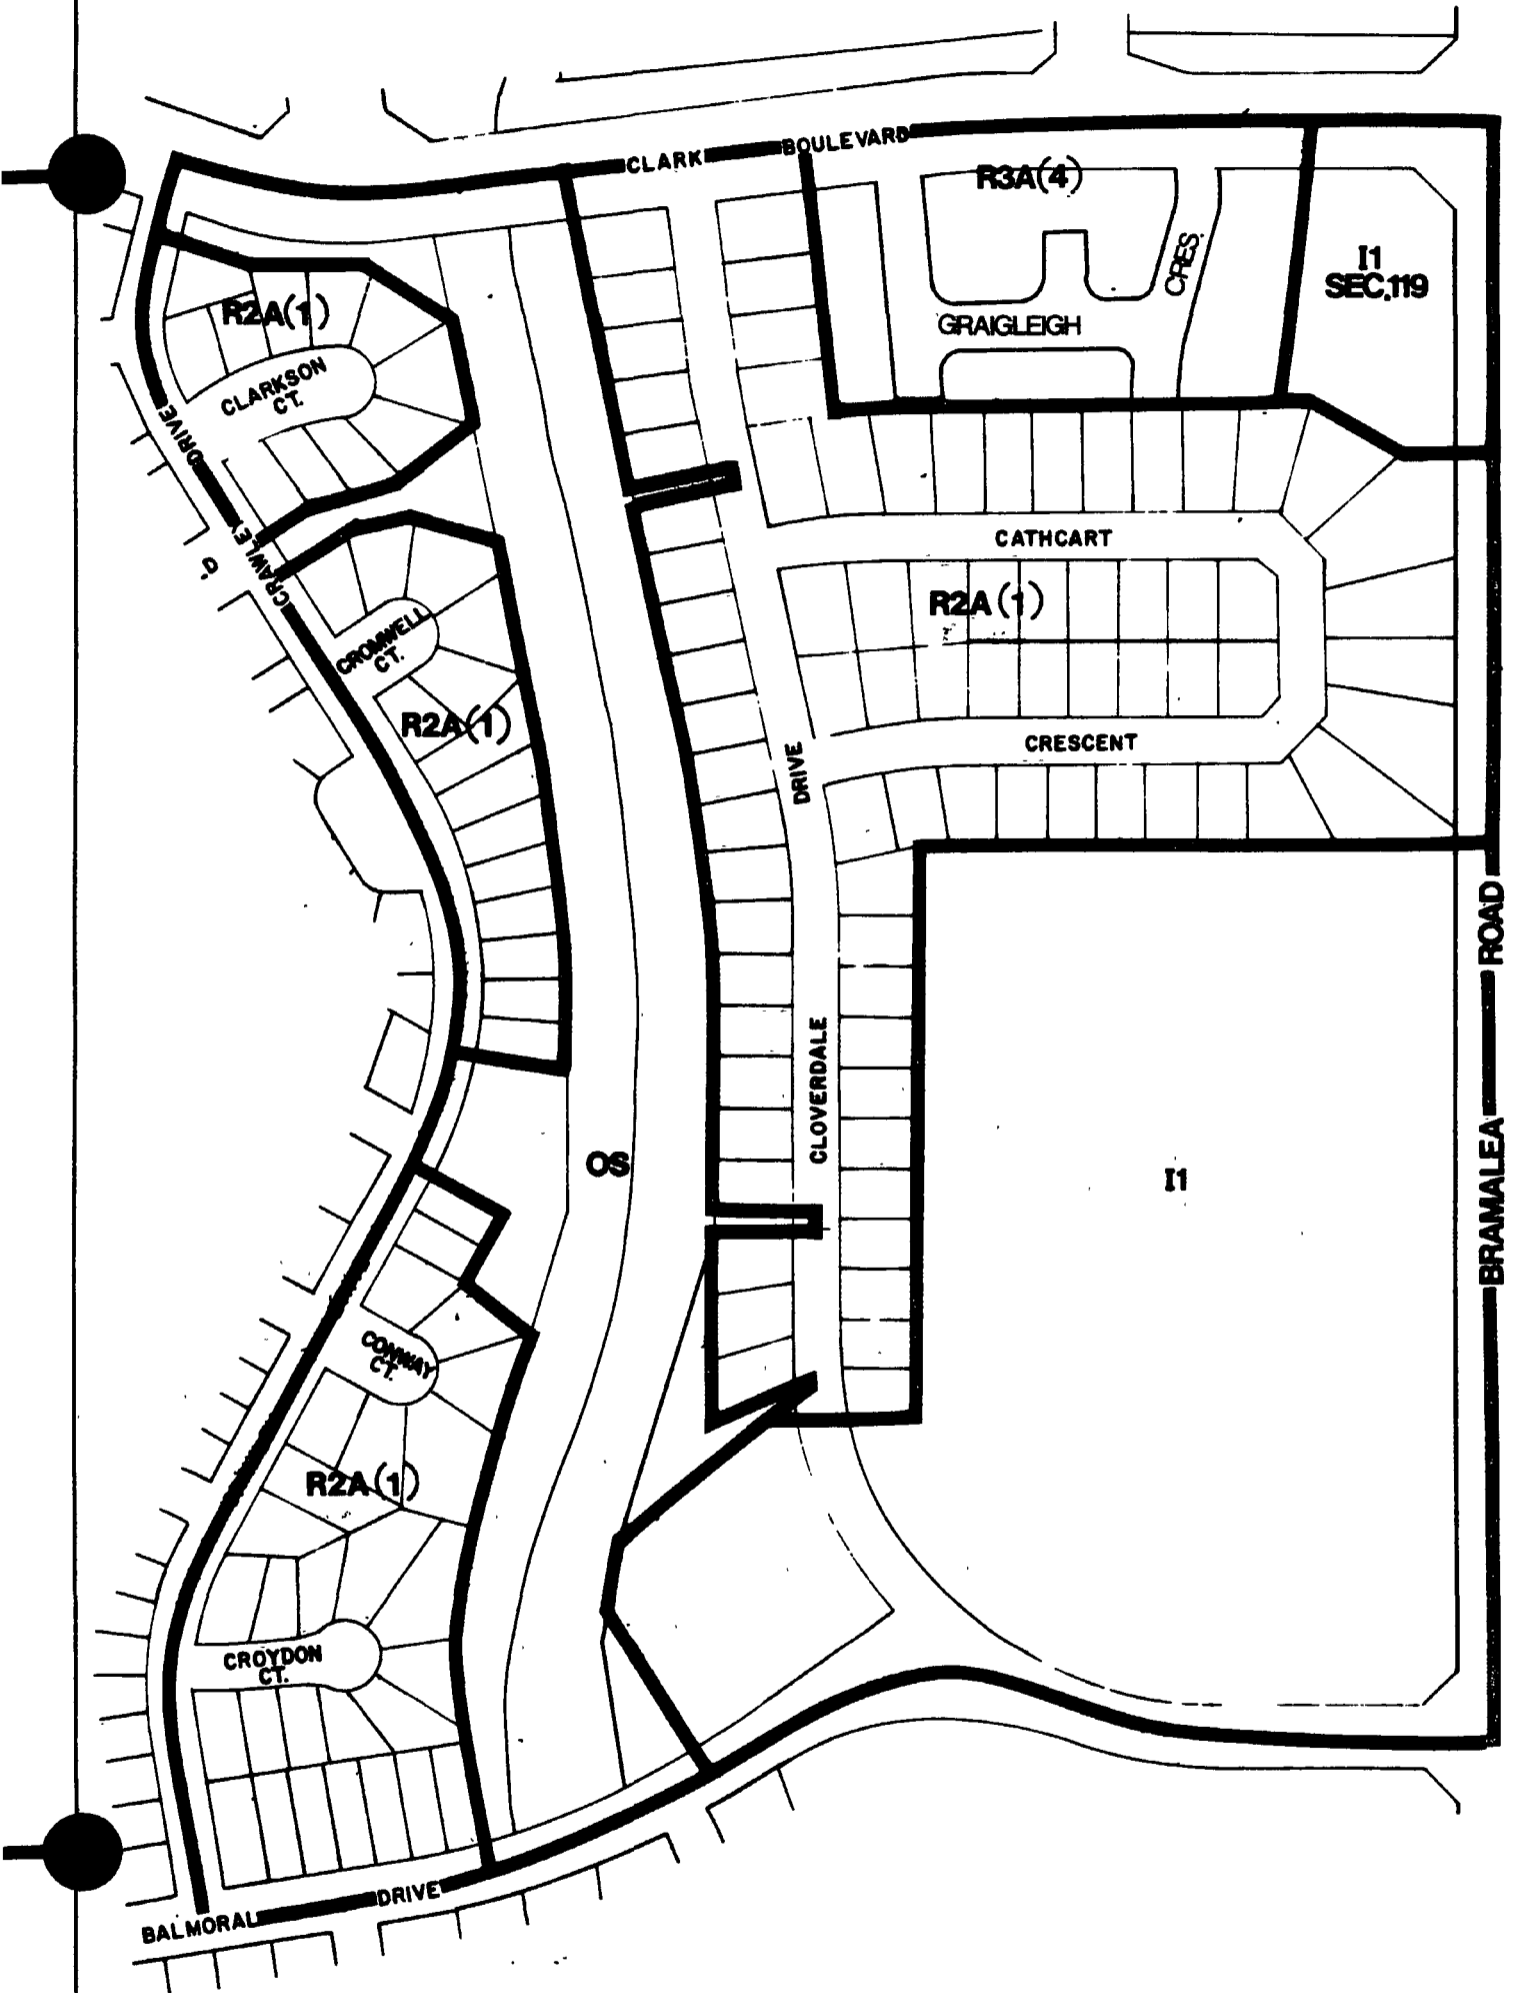 CLARK BOULEVARD
R3A(4)
CRES.
I1
SEC.119
R2A(1)
GRAIGLEIGH
CLARKSON
CT.
DRIVE
CRAWLEY
CATHCART
R2A(1)
CROMWELL
CT.
R2A(1)
CRESCENT
DRIVE
CLOVERDALE
ROAD
BRAMALEA
OS
I1
CONWAY
CT.
R2A(1)
CROYDON
CT.
BALMORAL DRIVE